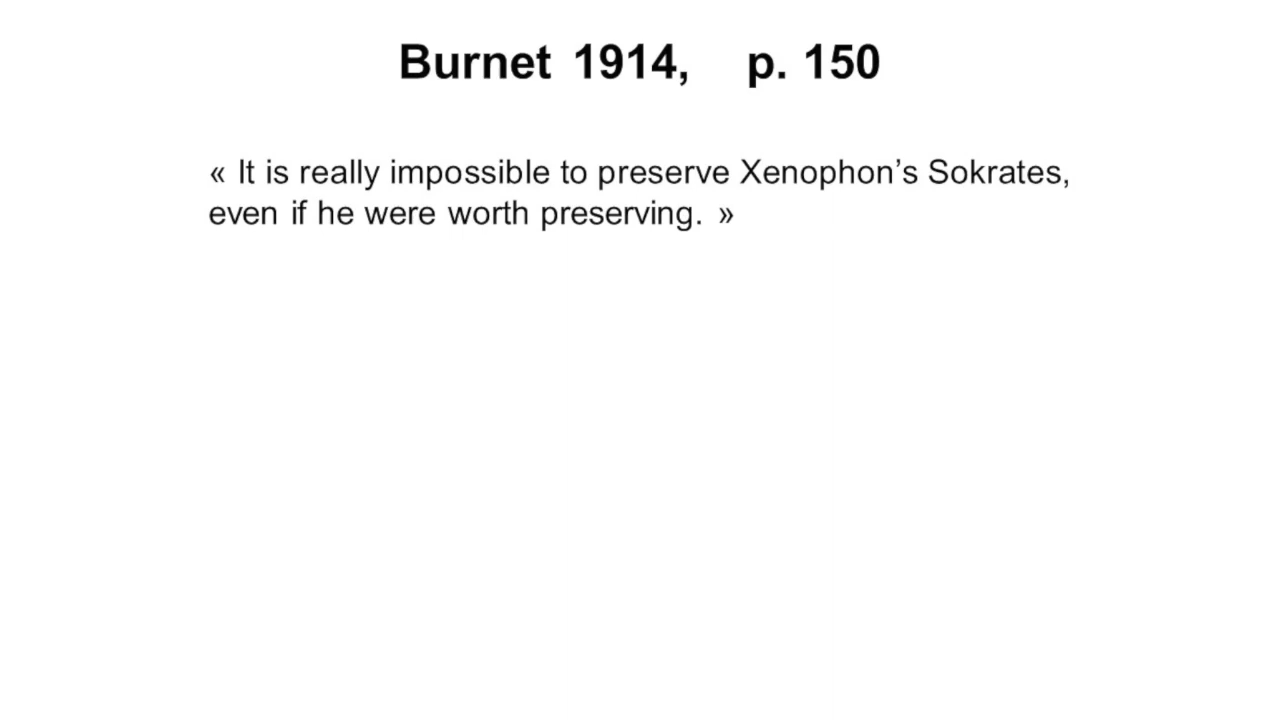 Burnet 1914, p. 150
« It is really impossible to preserve Xenophon’s Sokrates,
even if he were worth preserving. »